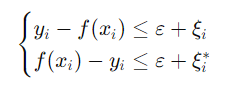 y_i − f(x_i) ≤ ε + ξ_i
f(x_i) − y_i ≤ ε + ξ_i^*